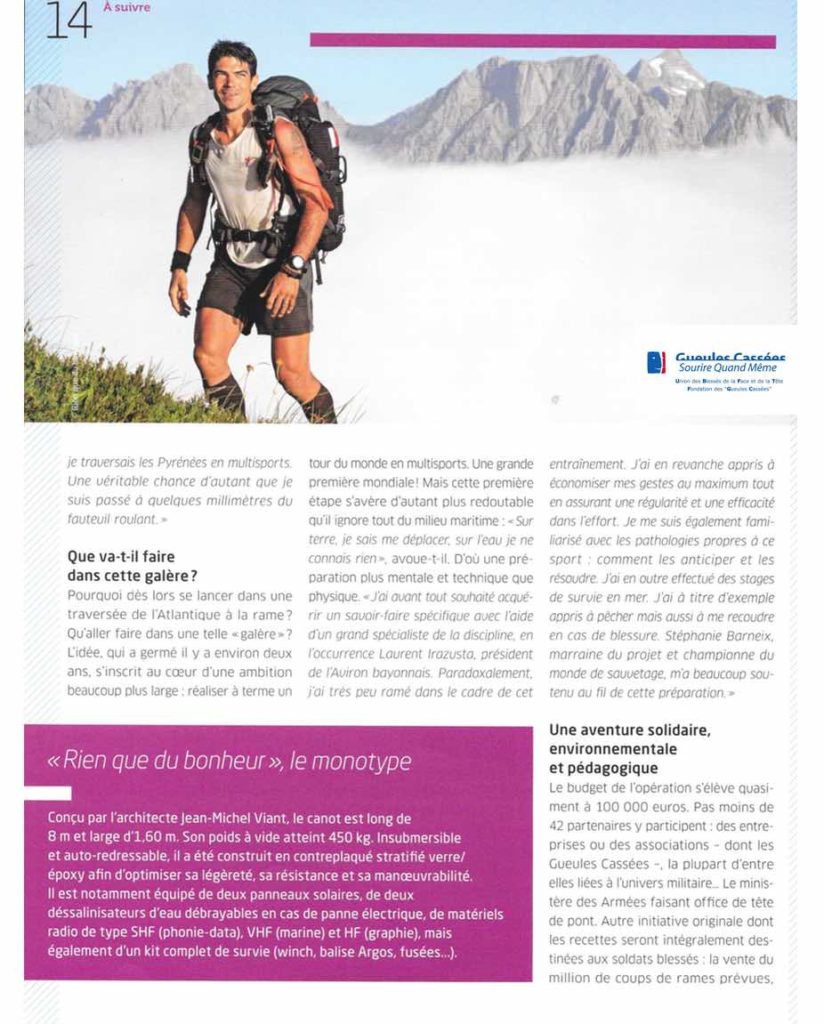 14
À suivre
Gueules Cassées
Sourire Quand Même
Union des Blessés de la Face et de la Tête
Fondation des "Gueules Cassées"
je traversais les Pyrénées en multisports.
Une véritable chance d'autant que je
suis passé à quelques millimètres du
fauteuil roulant. »
Que va-t-il faire
dans cette galère ?
Pourquoi dès lors se lancer dans une
traversée de l'Atlantique à la rame ?
Qu'aller faire dans une telle « galère » ?
L'idée, qui a germé il y a environ deux
ans, s'inscrit au cœur d'une ambition
beaucoup plus large : réaliser à terme un
tour du monde en multisports. Une grande
première mondiale ! Mais cette première
étape s'avère d'autant plus redoutable
qu'il ignore tout du milieu maritime : « Sur
terre, je sais me déplacer, sur l'eau je ne
connais rien », avoue-t-il. D'où une pré-
paration plus mentale et technique que
physique. « J'ai avant tout souhaité acqué-
rir un savoir-faire spécifique avec l'aide
d'un grand spécialiste de la discipline, en
l'occurrence Laurent Irazusta, président
de l'Aviron bayonnais. Paradoxalement,
j'ai très peu ramé dans le cadre de cet
entraînement. J'ai en revanche appris à
économiser mes gestes au maximum tout
en assurant une régularité et une efficacité
dans l'effort. Je me suis également fami-
liarisé avec les pathologies propres à ce
sport : comment les anticiper et les
résoudre. J'ai en outre effectué des stages
de survie en mer. J'ai à titre d'exemple
appris à pêcher mais aussi à me recoudre
en cas de blessure. Stéphanie Barneix,
marraine du projet et championne du
monde de sauvetage, m'a beaucoup sou-
tenu au fil de cette préparation. »
Une aventure solidaire,
environnementale
et pédagogique
Le budget de l'opération s'élève quasi-
ment à 100 000 euros. Pas moins de
42 partenaires y participent : des entre-
prises ou des associations – dont les
Gueules Cassées –, la plupart d'entre
elles liées à l'univers militaire... Le minis-
tère des Armées faisant office de tête
de pont. Autre initiative originale dont
les recettes seront intégralement des-
tinées aux soldats blessés : la vente du
million de coups de rames prévues,
« Rien que du bonheur », le monotype
Conçu par l'architecte Jean-Michel Viant, le canot est long de
8 m et large d'1,60 m. Son poids à vide atteint 450 kg. Insubmersible
et auto-redressable, il a été construit en contreplaqué stratifié verre/
époxy afin d'optimiser sa légèreté, sa résistance et sa manœuvrabilité.
Il est notamment équipé de deux panneaux solaires, de deux
déssalinisateurs d'eau débrayables en cas de panne électrique, de matériels
radio de type SHF (phonie-data), VHF (marine) et HF (graphie), mais
également d'un kit complet de survie (winch, balise Argos, fusées...).